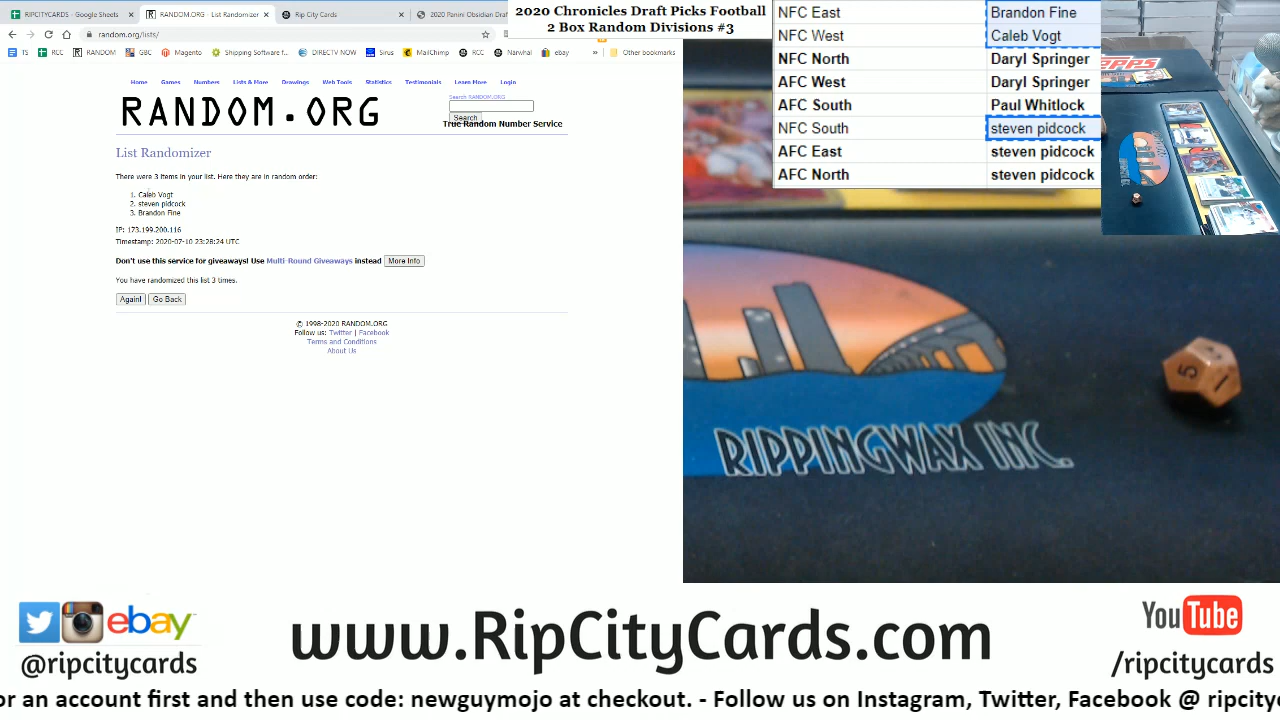 RIPCITYCARDS - Google Sheets
RANDOM.ORG - List Randomizer
Rip City Cards
2020 Panini Obsidian Draf
random.org/lists/
TS
RCC
RANDOM
GBC
Magento
Shipping Software f...
DIRECTV NOW
Sirus
MailChimp
RCC
Narwhal
ebay
Other bookmarks
2020 Chronicles Draft Picks Football
2 Box Random Divisions #3
NFC East Brandon Fine
NFC West Caleb Vogt
NFC North Daryl Springer
AFC West Daryl Springer
AFC South Paul Whitlock
NFC South steven pidcock
AFC East steven pidcock
AFC North steven pidcock
Home Games Numbers Lists & More Drawings Web Tools Statistics Testimonials Learn More Login
RANDOM.ORG
Search RANDOM.ORG
Search
True Random Number Service
List Randomizer
There were 3 items in your list. Here they are in random order:
1. Caleb Vogt
2. steven pidcock
3. Brandon Fine
IP: 173.199.200.116
Timestamp: 2020-07-10 23:28:24 UTC
Don't use this service for giveaways! Use Multi-Round Giveaways instead More Info
You have randomized this list 3 times.
Again! Go Back
© 1998-2020 RANDOM.ORG
Follow us: Twitter | Facebook
Terms and Conditions
About Us
TOPPS
5
1
RIPPINGWAX INC.
ebay
@ripcitycards
www.RipCityCards.com
YouTube
/ripcitycards
or an account first and then use code: newguymojo at checkout. - Follow us on Instagram, Twitter, Facebook @ ripcityc